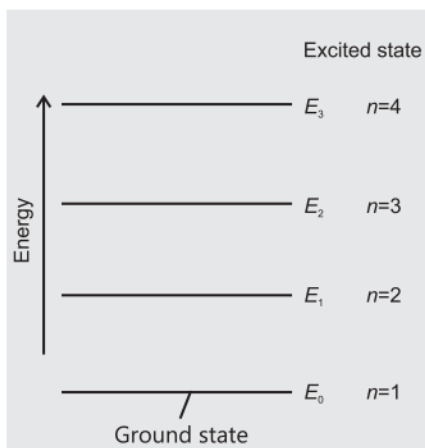 Excited state
E₃ n=4
E₂ n=3
Energy
E₁ n=2
E₀ n=1
Ground state